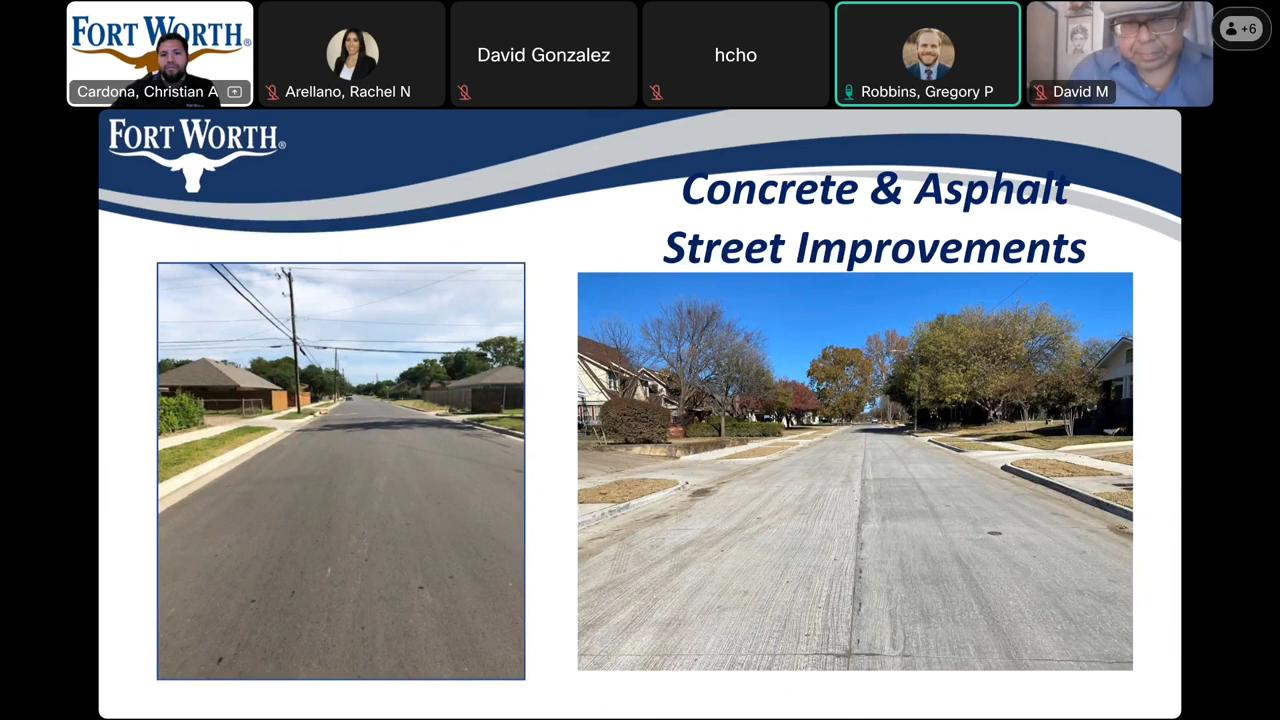 FORT WORTH®
Cardona, Christian A
Arellano, Rachel N
David Gonzalez
hcho
Robbins, Gregory P
David M
+6
FORT WORTH®
Concrete & Asphalt
Street Improvements